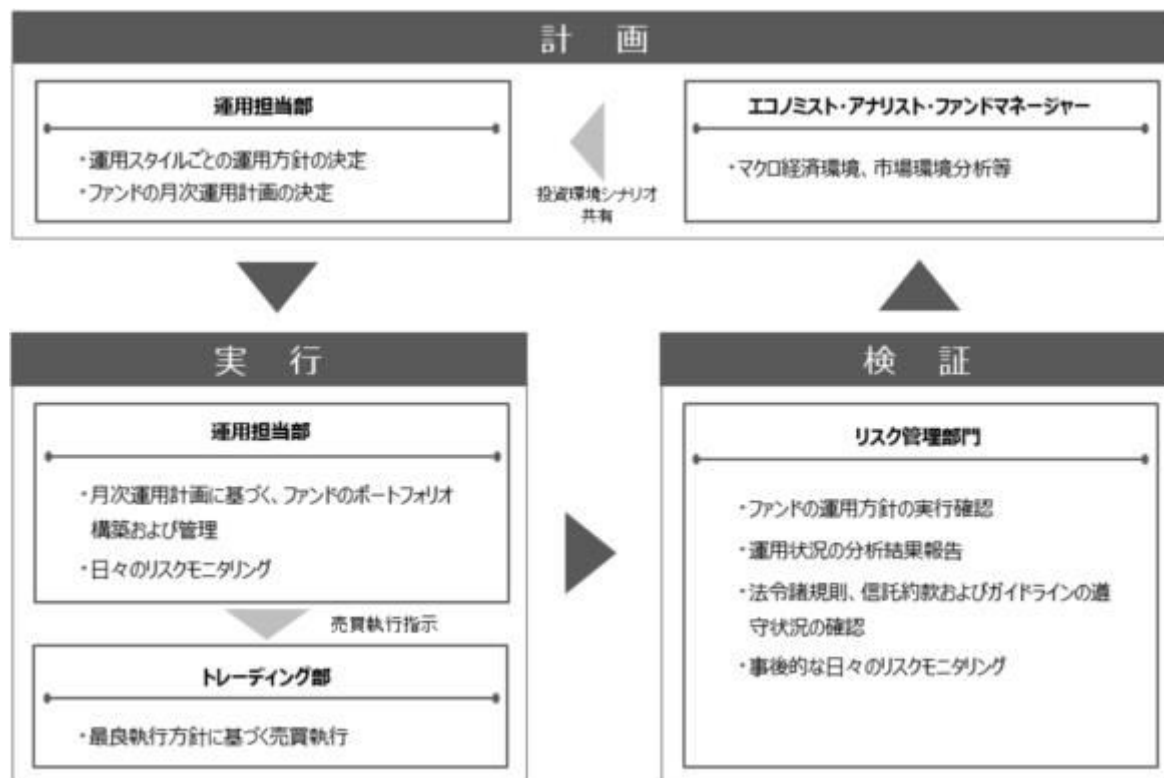 計 画
運用担当部
・運用スタイルごとの運用方針の決定
・ファンドの月次運用計画の決定
投資環境シナリオ
共有
エコノミスト・アナリスト・ファンドマネージャー
・マクロ経済環境、市場環境分析等
実 行
運用担当部
・月次運用計画に基づく、ファンドのポートフォリオ
構築および管理
・日々のリスクモニタリング
売買執行指示
トレーディング部
・最良執行方針に基づく売買執行
検 証
リスク管理部門
・ファンドの運用方針の実行確認
・運用状況の分析結果報告
・法令諸規則、信託約款およびガイドラインの遵
守状況の確認
・事後的な日々のリスクモニタリング